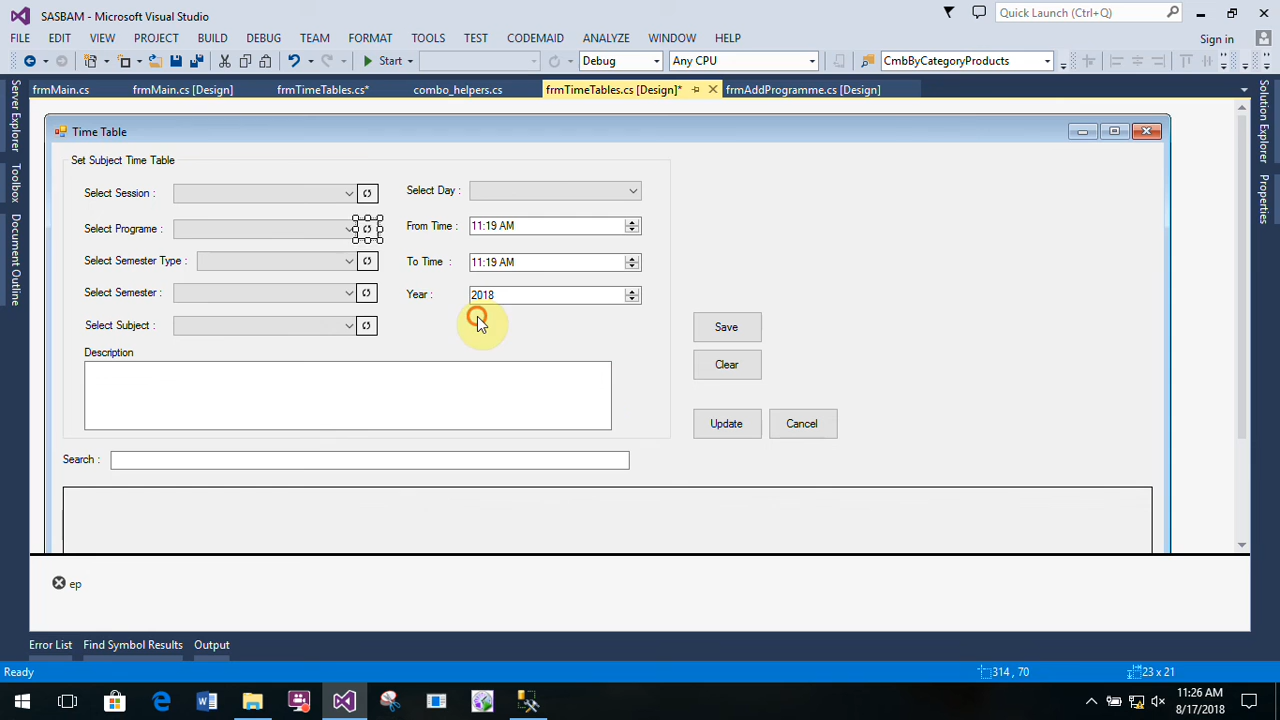 SASBAM - Microsoft Visual Studio
Quick Launch (Ctrl+Q)
FILE EDIT VIEW PROJECT BUILD DEBUG TEAM FORMAT TOOLS TEST CODEMAID ANALYZE WINDOW HELP
Sign in
Start Debug Any CPU CmbByCategoryProducts
frmMain.cs frmMain.cs [Design] frmTimeTables.cs* combo_helpers.cs frmTimeTables.cs [Design]* frmAddProgramme.cs [Design]
Server Explorer
Toolbox
Document Outline
Solution Explorer
Properties
Time Table
Set Subject Time Table
Select Session :
Select Day :
Select Programe :
From Time : 11:19 AM
Select Semester Type :
To Time : 11:19 AM
Select Semester :
Year : 2018
Select Subject :
Save
Description
Clear
Update Cancel
Search :
ep
Error List Find Symbol Results Output
Ready 314 , 70 23 x 21
11:26 AM
8/17/2018